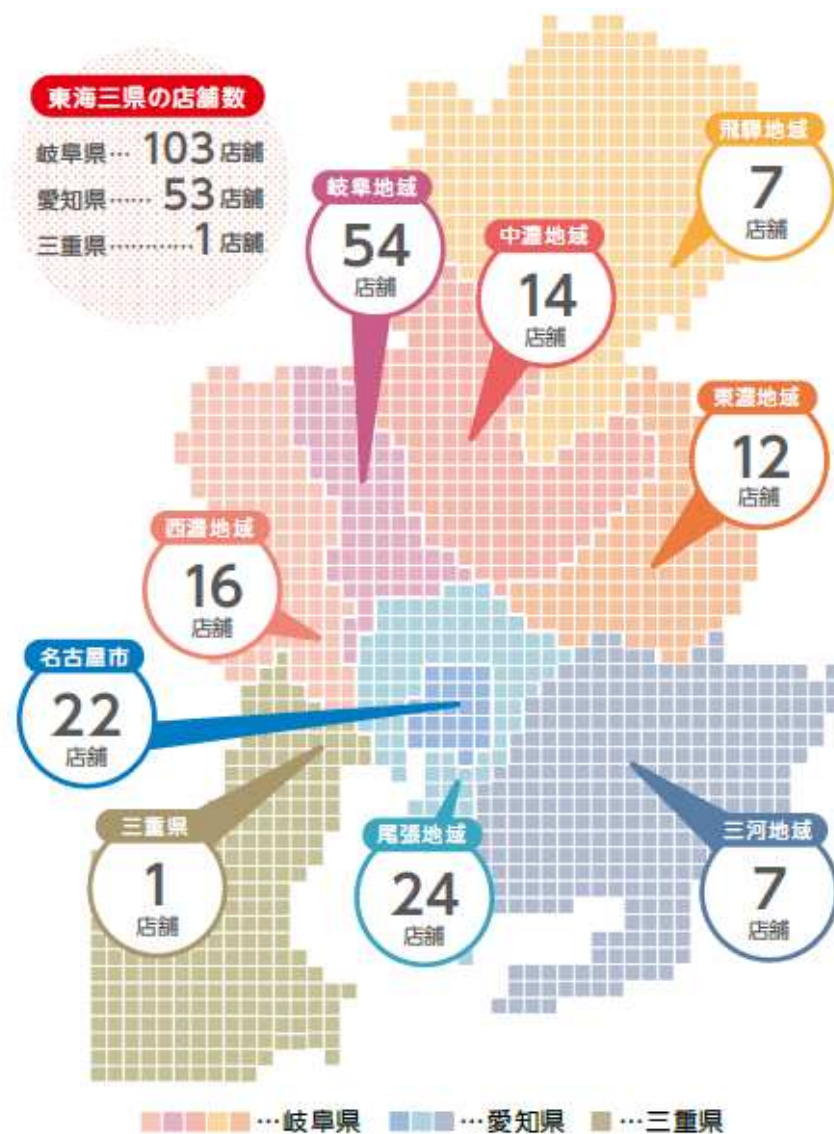 東海三県の店舗数
岐阜県… 103 店舗
愛知県…… 53 店舗
三重県…………1 店舗
飛騨地域
7
店舗
岐阜地域
54
店舗
中濃地域
14
店舗
東濃地域
12
店舗
西濃地域
16
店舗
名古屋市
22
店舗
三重県
1
店舗
尾張地域
24
店舗
三河地域
7
店舗
…岐阜県 …愛知県 …三重県